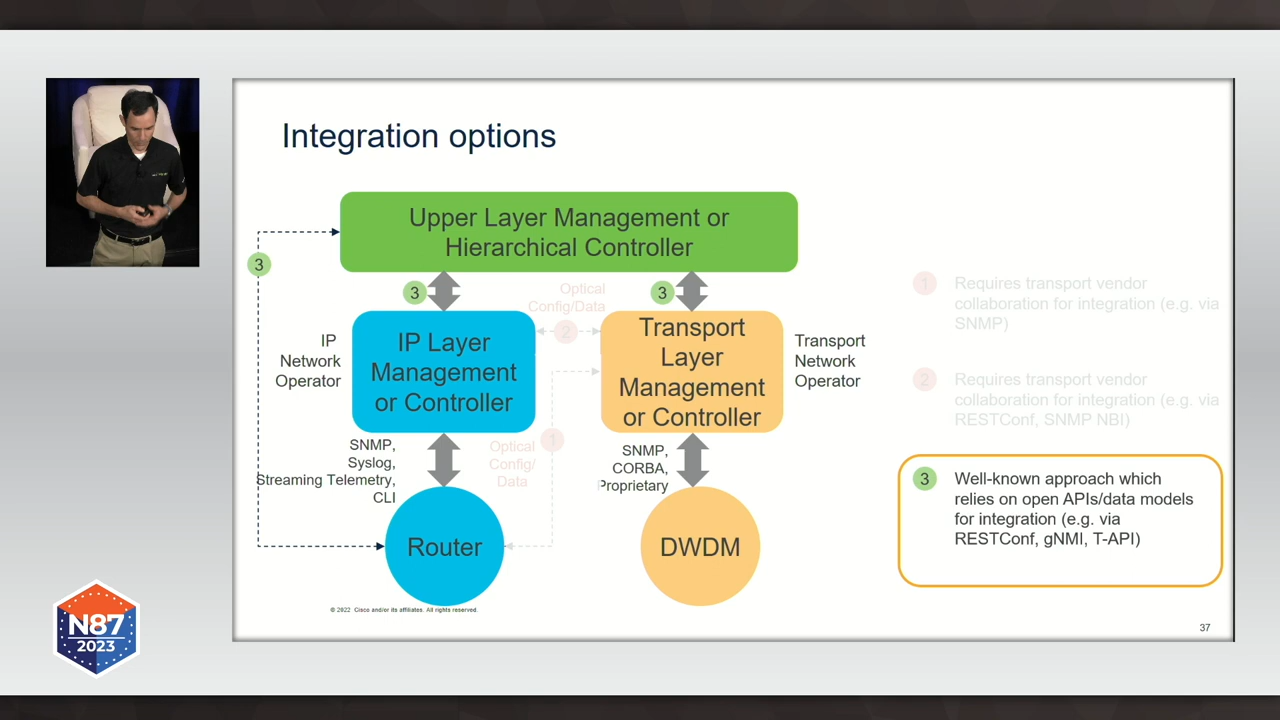 Integration options
Upper Layer Management or
Hierarchical Controller
3
3
3
Optical
Config/Data
2
IP
Network
Operator
IP Layer
Management
or Controller
Transport
Layer
Management
or Controller
Transport
Network
Operator
SNMP,
Syslog,
Streaming Telemetry,
CLI
Optical
Config/
Data
1
SNMP,
CORBA,
Proprietary
Router
DWDM
1
Requires transport vendor
collaboration for integration (e.g. via
SNMP)
2
Requires transport vendor
collaboration for integration (e.g. via
RESTConf, SNMP NBI)
3
Well-known approach which
relies on open APIs/data models
for integration (e.g. via
RESTConf, gNMI, T-API)
© 2022 Cisco and/or its affiliates. All rights reserved.
37
N87
2023